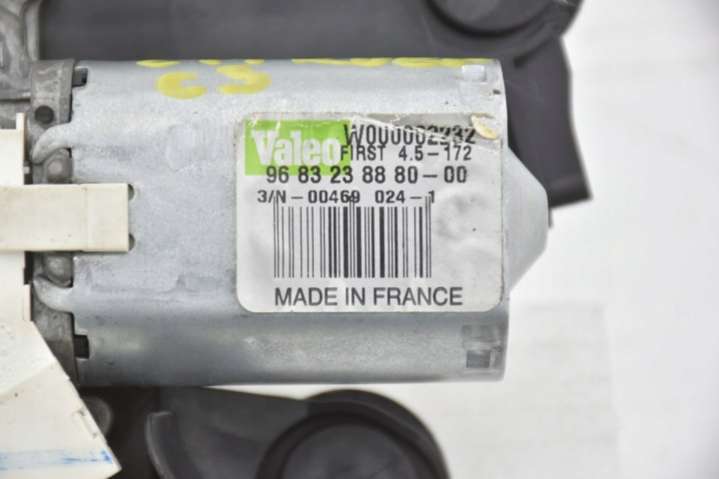 Valeo W000002232
FIRST 4.5-172
96 83 23 88 80-00
3/N-00469 024-1
MADE IN FRANCE